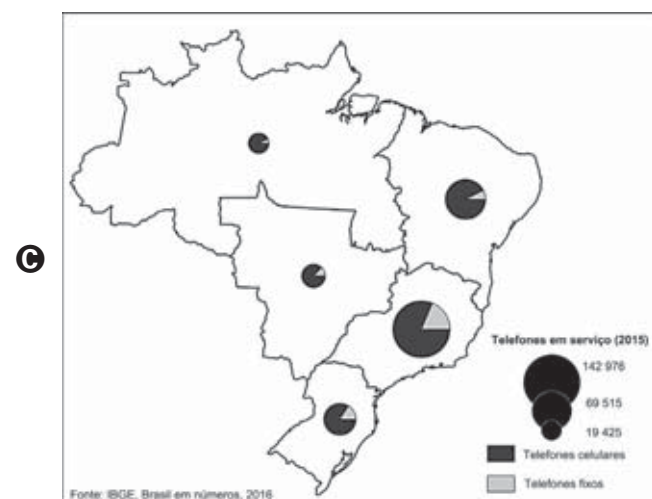 C
Telefones em serviço (2015)
142 976
69 515
19 425
Telefones celulares
Telefones fixos
Fonte: IBGE, Brasil em números, 2016